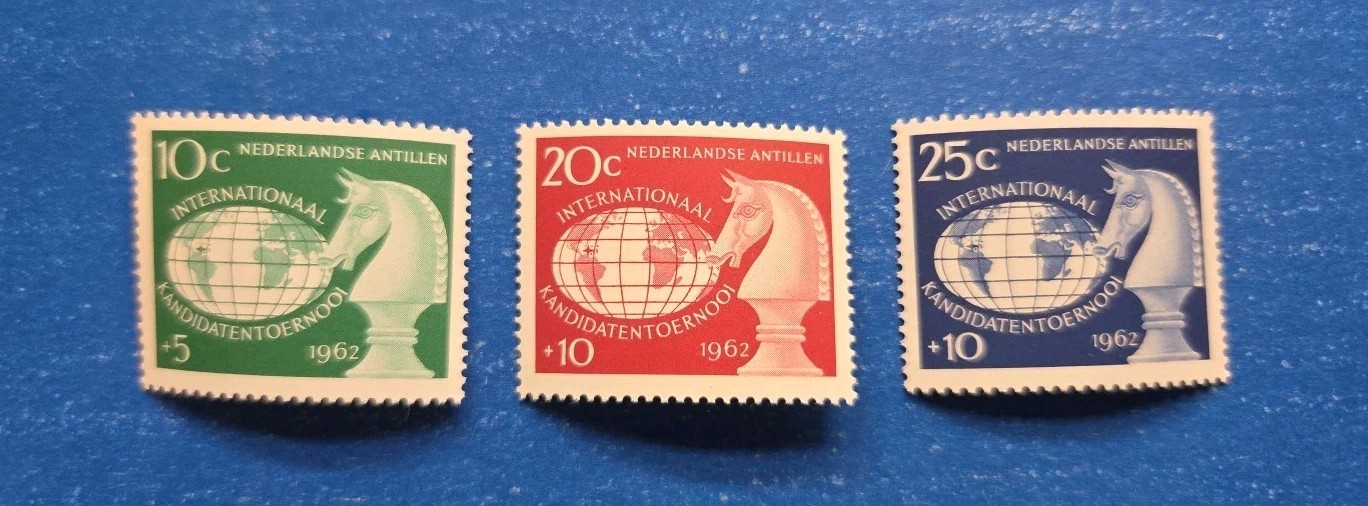 10c NEDERLANDSE ANTILLEN
INTERNATIONAAL
KANDIDATENTOERNOOI
+5 1962
20c NEDERLANDSE ANTILLEN
INTERNATIONAAL
KANDIDATENTOERNOOI
+10 1962
25c NEDERLANDSE ANTILLEN
INTERNATIONAAL
KANDIDATENTOERNOOI
+10 1962